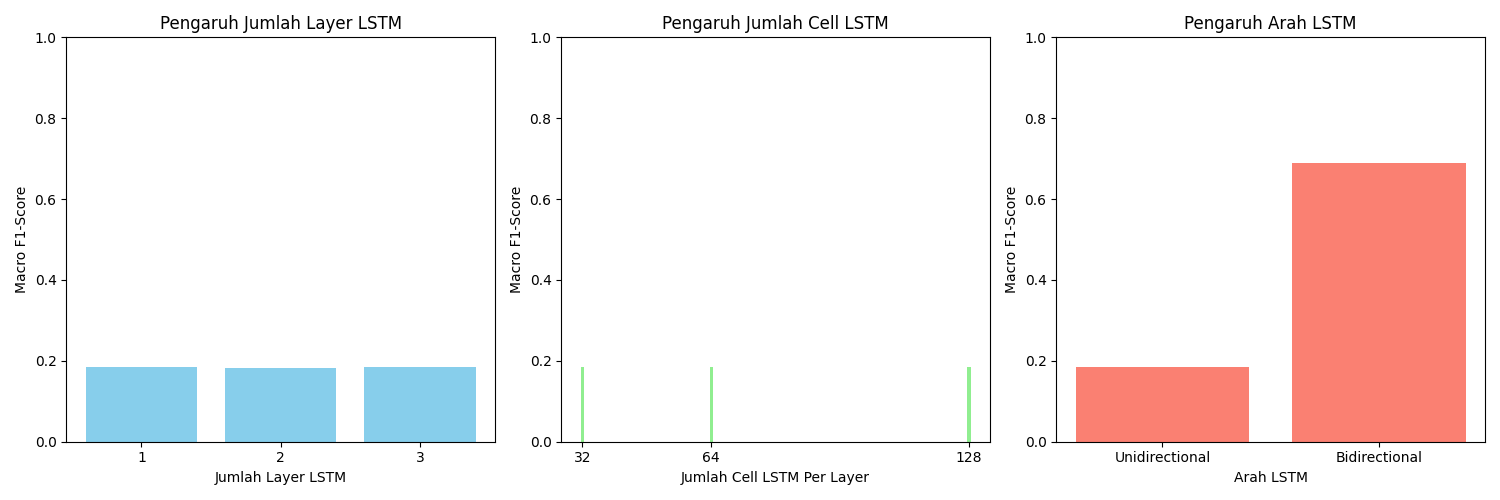 Pengaruh Jumlah Layer LSTM
1.0
0.8
0.6
0.4
0.2
0.0
Macro F1-Score
1 2 3
Jumlah Layer LSTM
Pengaruh Jumlah Cell LSTM
1.0
0.8
0.6
0.4
0.2
0.0
Macro F1-Score
32 64 128
Jumlah Cell LSTM Per Layer
Pengaruh Arah LSTM
1.0
0.8
0.6
0.4
0.2
0.0
Macro F1-Score
Unidirectional Bidirectional
Arah LSTM